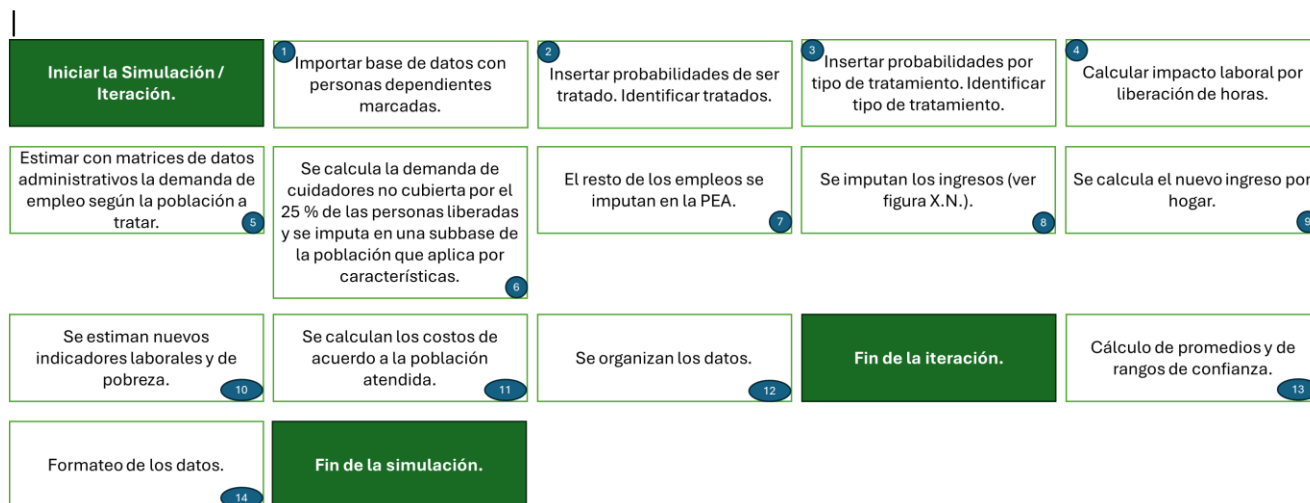 Iniciar la Simulación /
Iteración.
1
Importar base de datos con
personas dependientes
marcadas.
2
Insertar probabilidades de ser
tratado. Identificar tratados.
3
Insertar probabilidades por
tipo de tratamiento. Identificar
tipo de tratamiento.
4
Calcular impacto laboral por
liberación de horas.
Estimar con matrices de datos
administrativos la demanda de
empleo según la población a
tratar.
5
Se calcula la demanda de
cuidadores no cubierta por el
25 % de las personas liberadas
y se imputa en una subbase de
la población que aplica por
características.
6
El resto de los empleos se
imputan en la PEA.
7
Se imputan los ingresos (ver
figura X.N.).
8
Se calcula el nuevo ingreso por
hogar.
9
Se estiman nuevos
indicadores laborales y de
pobreza.
10
Se calculan los costos de
acuerdo a la población
atendida.
11
Se organizan los datos.
12
Fin de la iteración.
Cálculo de promedios y de
rangos de confianza.
13
Formateo de los datos.
14
Fin de la simulación.